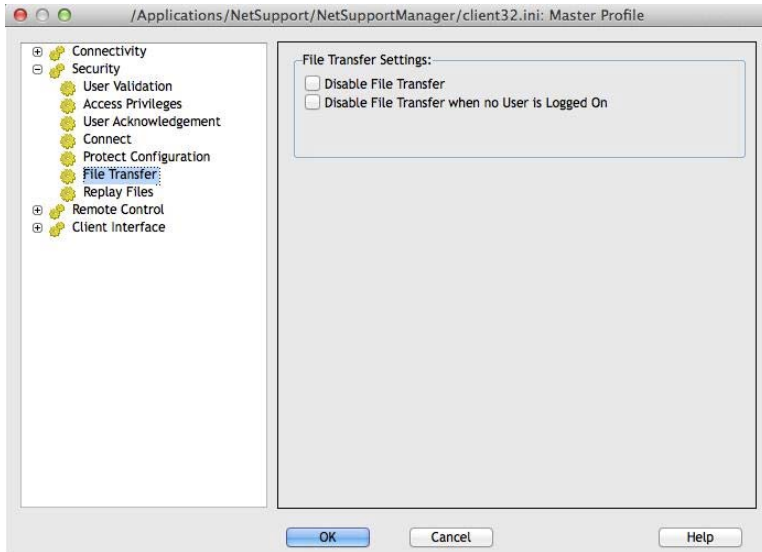 /Applications/NetSupport/NetSupportManager/client32.ini: Master Profile
Connectivity
Security
User Validation
Access Privileges
User Acknowledgement
Connect
Protect Configuration
File Transfer
Replay Files
Remote Control
Client Interface
File Transfer Settings:
Disable File Transfer
Disable File Transfer when no User is Logged On
OK
Cancel
Help